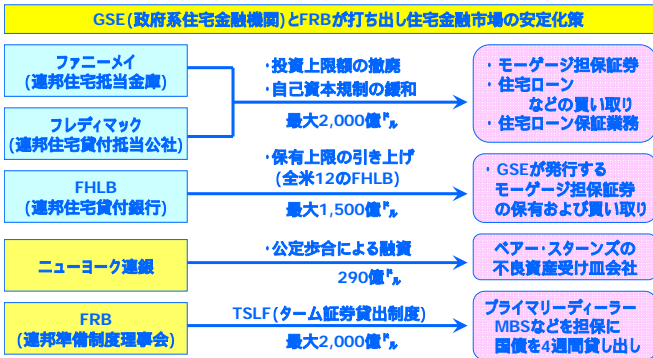 GSE(政府系住宅金融機関)とFRBが打ち出し住宅金融市場の安定化策
ファニーメイ
(連邦住宅抵当金庫)
フレディマック
(連邦住宅貸付抵当公社)
・投資上限額の撤廃
・自己資本規制の緩和
最大2,000億㌦
・モーゲージ担保証券
・住宅ローン
などの買い取り
・住宅ローン保証業務
FHLB
(連邦住宅貸付銀行)
・保有上限の引き上げ
(全米12のFHLB)
最大1,500億㌦
・GSEが発行する
モーゲージ担保証券
の保有および買い取り
ニューヨーク連銀
・公定歩合による融資
290億㌦
ベアー・スターンズの
不良資産受け皿会社
FRB
(連邦準備制度理事会)
TSLF(ターム証券貸出制度)
最大2,000億㌦
プライマリーディーラー
MBSなどを担保に
国債を4週間貸し出し